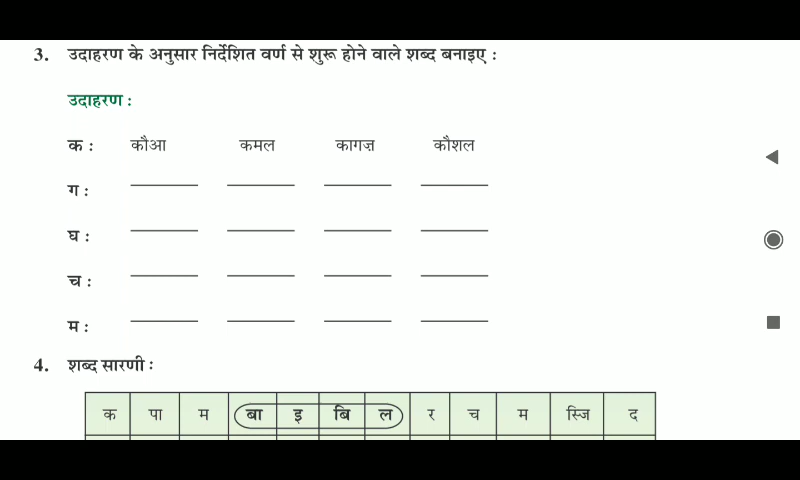 3. उदाहरण के अनुसार निर्देशित वर्ण से शुरू होने वाले शब्द बनाइए :
उदाहरण :
क : कौआ कमल कागज़ कौशल
ग :
घ :
च :
म :
4. शब्द सारणी :
क पा म बा इ बि ल र च म स्जि द